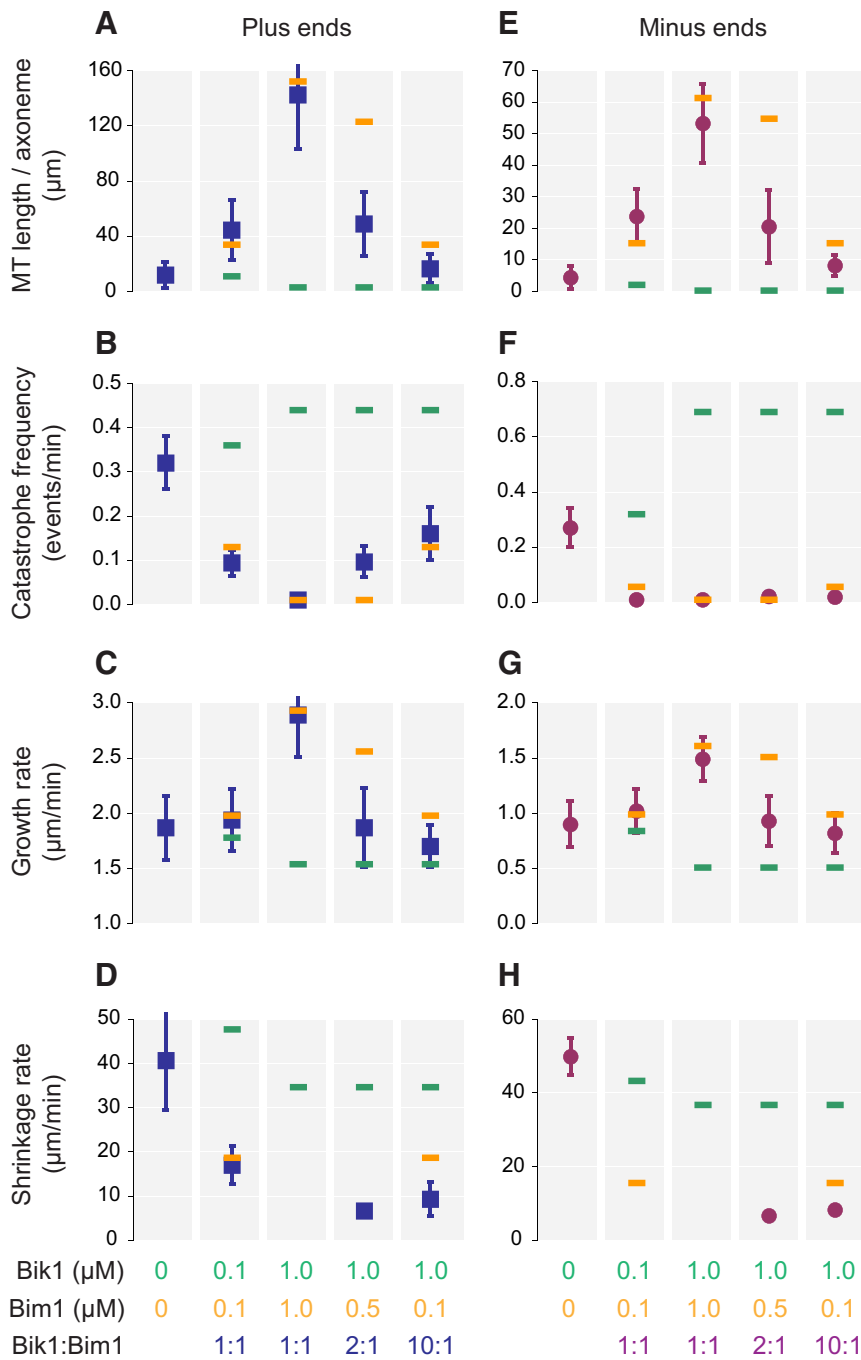 A
Plus ends
E
Minus ends
MT length / axoneme
(µm)
160
120
80
40
0
70
60
50
40
30
20
10
0
B
F
Catastrophe frequency
(events/min)
0.5
0.4
0.3
0.2
0.1
0.0
0.8
0.6
0.4
0.2
0.0
C
G
Growth rate
(µm/min)
3.0
2.5
2.0
1.5
1.0
2.0
1.5
1.0
0.5
0.0
D
H
Shrinkage rate
(µm/min)
50
40
30
20
10
0
60
40
20
0
Bik1 (µM) 0 0.1 1.0 1.0 1.0 0 0.1 1.0 1.0 1.0
Bim1 (µM) 0 0.1 1.0 0.5 0.1 0 0.1 1.0 0.5 0.1
Bik1:Bim1 1:1 1:1 2:1 10:1 1:1 1:1 2:1 10:1